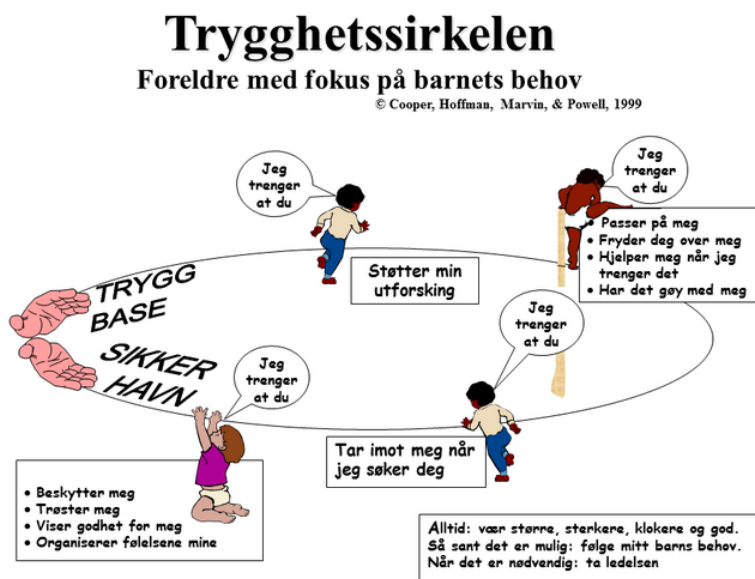 Trygghetssirkelen
Foreldre med fokus på barnets behov
© Cooper, Hoffman, Marvin, & Powell, 1999
Jeg
trenger
at du
Støtter min
utforsking
Jeg
trenger
at du
• Passer på meg
• Fryder deg over meg
• Hjelper meg når jeg
trenger det
• Har det gøy med meg
TRYGG
BASE
SIKKER
HAVN
Jeg
trenger
at du
Tar imot meg når
jeg søker deg
Jeg
trenger
at du
• Beskytter meg
• Trøster meg
• Viser godhet for meg
• Organiserer følelsene mine
Alltid: vær større, sterkere, klokere og god.
Så sant det er mulig: følge mitt barns behov.
Når det er nødvendig: ta ledelsen